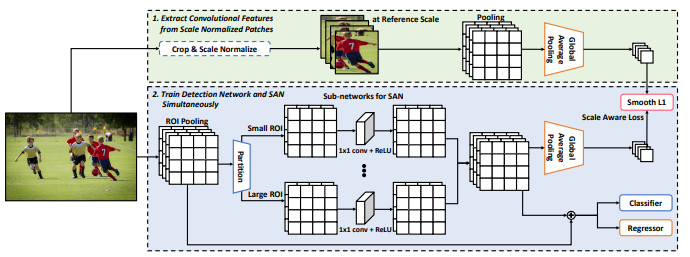 1. Extract Convolutional Features
from Scale Normalized Patches
at Reference Scale
Pooling
Crop & Scale Normalize
Global
Average
Pooling
Smooth L1
2. Train Detection Network and SAN
Simultaneously
Sub-networks for SAN
ROI Pooling
Small ROI
1x1 conv + ReLU
Partition
Large ROI
1x1 conv + ReLU
Global
Average
Pooling
Scale Aware Loss
Classifier
Regressor